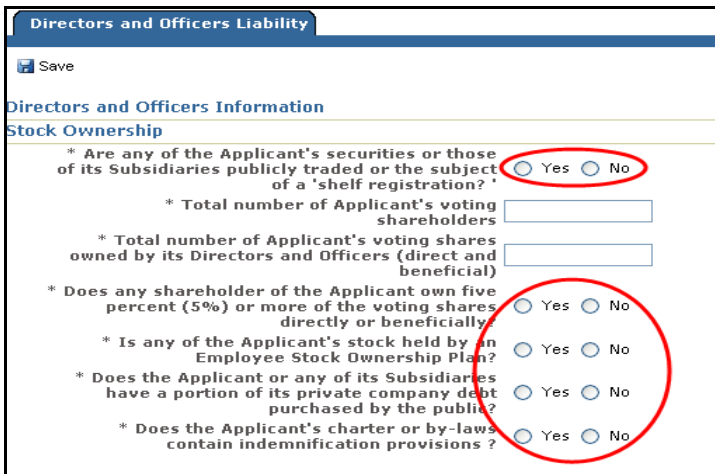 Directors and Officers Liability
Save
Directors and Officers Information
Stock Ownership
* Are any of the Applicant's securities or those
of its Subsidiaries publicly traded or the subject
of a 'shelf registration? '
Yes No
* Total number of Applicant's voting
shareholders
* Total number of Applicant's voting shares
owned by its Directors and Officers (direct and
beneficial)
* Does any shareholder of the Applicant own five
percent (5%) or more of the voting shares
directly or beneficially?
Yes No
* Is any of the Applicant's stock held by an
Employee Stock Ownership Plan?
Yes No
* Does the Applicant or any of its Subsidiaries
have a portion of its private company debt
purchased by the public?
Yes No
* Does the Applicant's charter or by-laws
contain indemnification provisions ?
Yes No